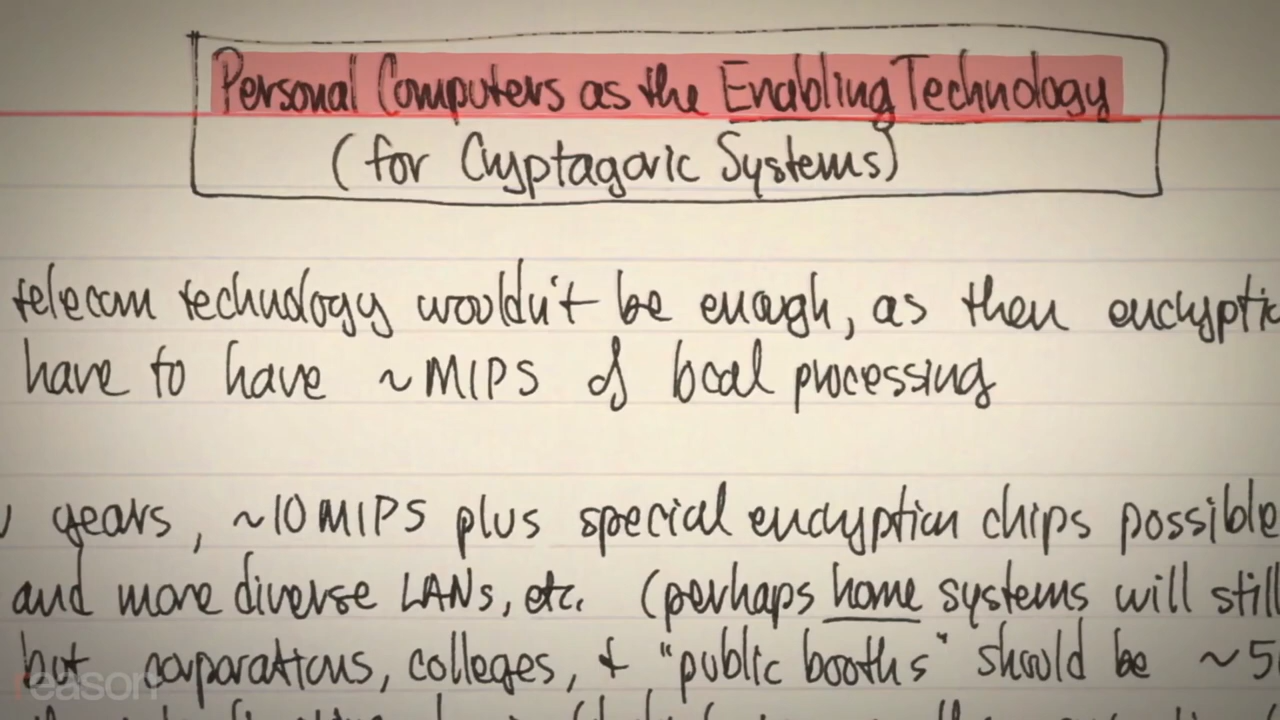 Personal Computers as the Enabling Technology
(for Cryptagoric Systems)
telecom technology wouldn't be enough, as then encryptio
have to have ~MIPS of local processing
years, ~10 MIPS plus special encryption chips possible
and more diverse LANs, etc. (perhaps home systems will still
but corporations, colleges, & "public booths" should be ~5
reason